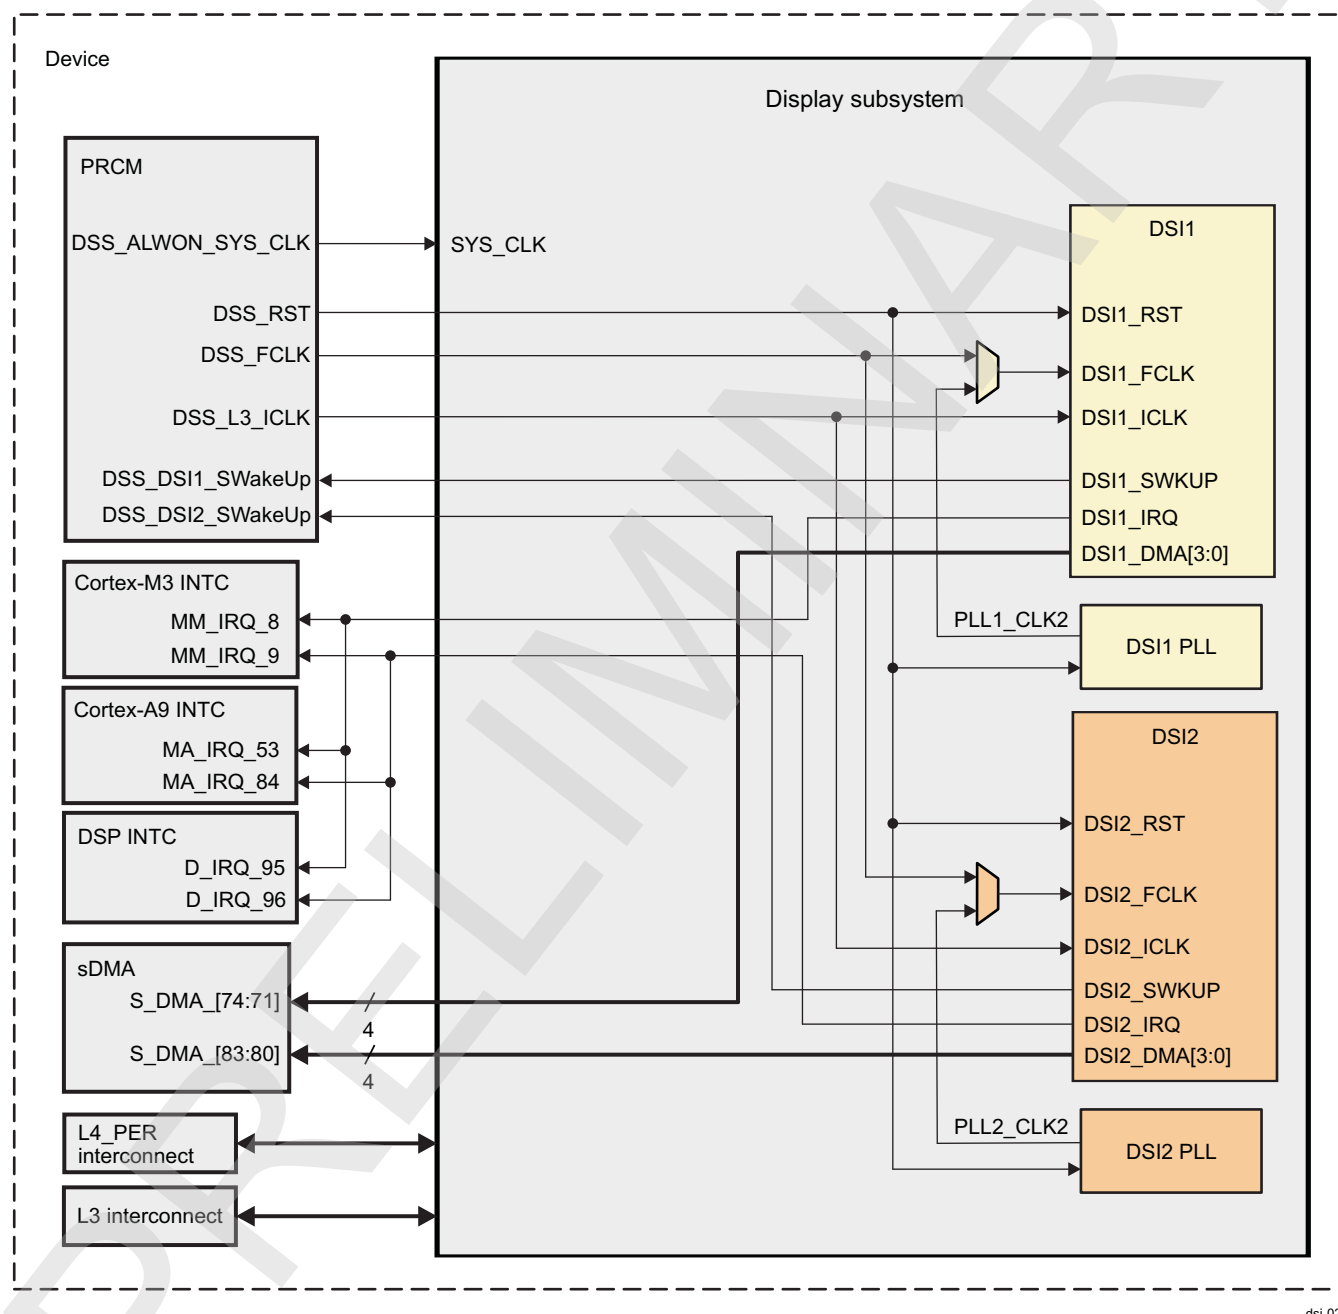 Device
Display subsystem
PRCM
DSS_ALWON_SYS_CLK
SYS_CLK
DSS_RST
DSS_FCLK
DSS_L3_ICLK
DSS_DSI1_SWakeUp
DSS_DSI2_SWakeUp
DSI1
DSI1_RST
DSI1_FCLK
DSI1_ICLK
DSI1_SWKUP
DSI1_IRQ
DSI1_DMA[3:0]
Cortex-M3 INTC
MM_IRQ_8
MM_IRQ_9
PLL1_CLK2
DSI1 PLL
Cortex-A9 INTC
MA_IRQ_53
MA_IRQ_84
DSP INTC
D_IRQ_95
D_IRQ_96
DSI2
DSI2_RST
DSI2_FCLK
DSI2_ICLK
DSI2_SWKUP
DSI2_IRQ
DSI2_DMA[3:0]
sDMA
S_DMA_[74:71]
4
S_DMA_[83:80]
4
L4_PER
interconnect
L3 interconnect
PLL2_CLK2
DSI2 PLL
PRELIMINAR